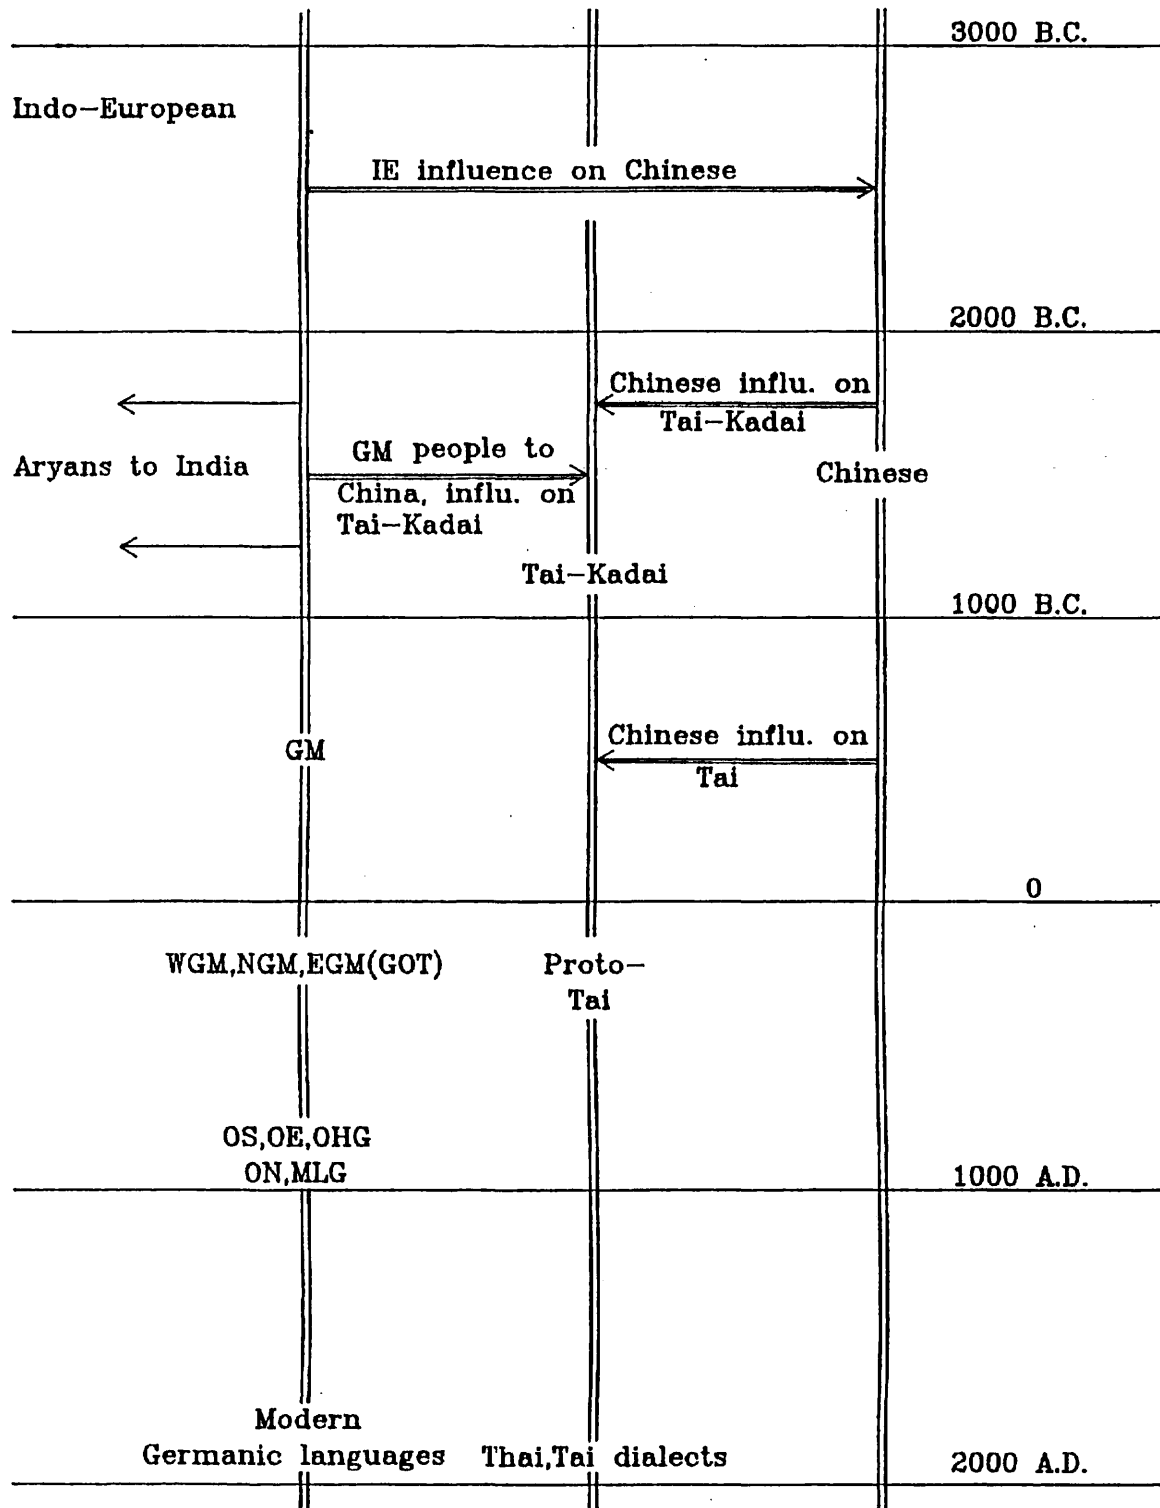 3000 B.C.
Indo-European
IE influence on Chinese
2000 B.C.
Chinese influ. on
Tai-Kadai
Aryans to India
GM people to
China, influ. on
Tai-Kadai
Chinese
Tai-Kadai
1000 B.C.
GM
Chinese influ. on
Tai
0
WGM,NGM,EGM(GOT)
Proto-
Tai
OS,OE,OHG
ON,MLG
1000 A.D.
Modern
Germanic languages
Thai,Tai dialects
2000 A.D.